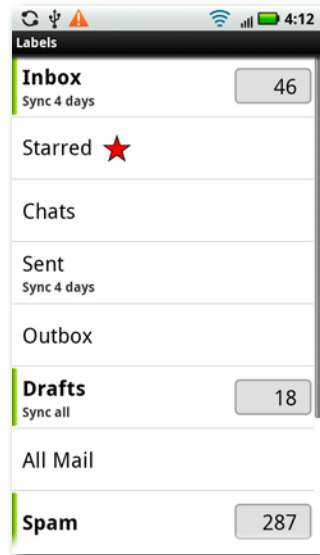 4:12
Labels
Inbox
46
Sync 4 days
Starred
Chats
Sent
Sync 4 days
Outbox
Drafts
18
Sync all
All Mail
Spam
287